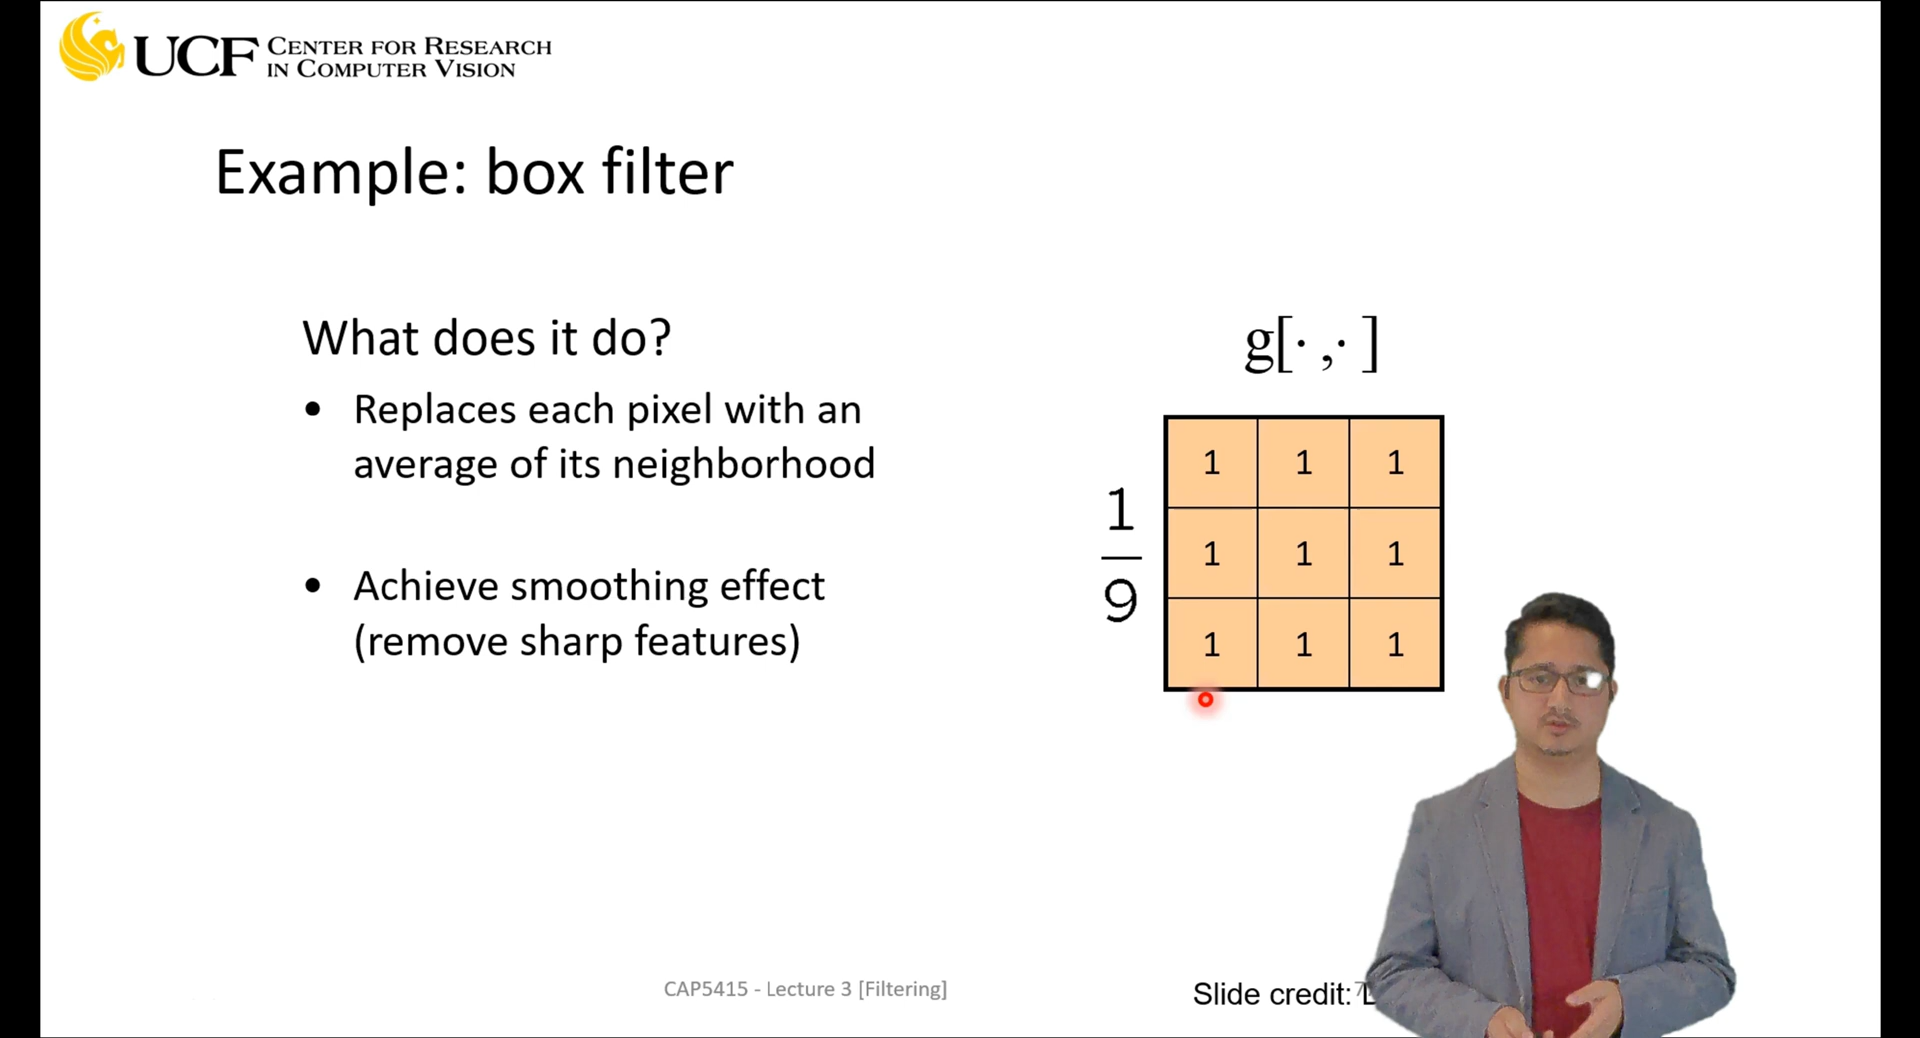 UCF CENTER FOR RESEARCH
IN COMPUTER VISION
Example: box filter
What does it do?
• Replaces each pixel with an
average of its neighborhood
• Achieve smoothing effect
(remove sharp features)
g[· ,· ]
1
9
1 1 1
1 1 1
1 1 1
CAP5415 - Lecture 3 [Filtering]
Slide credit: